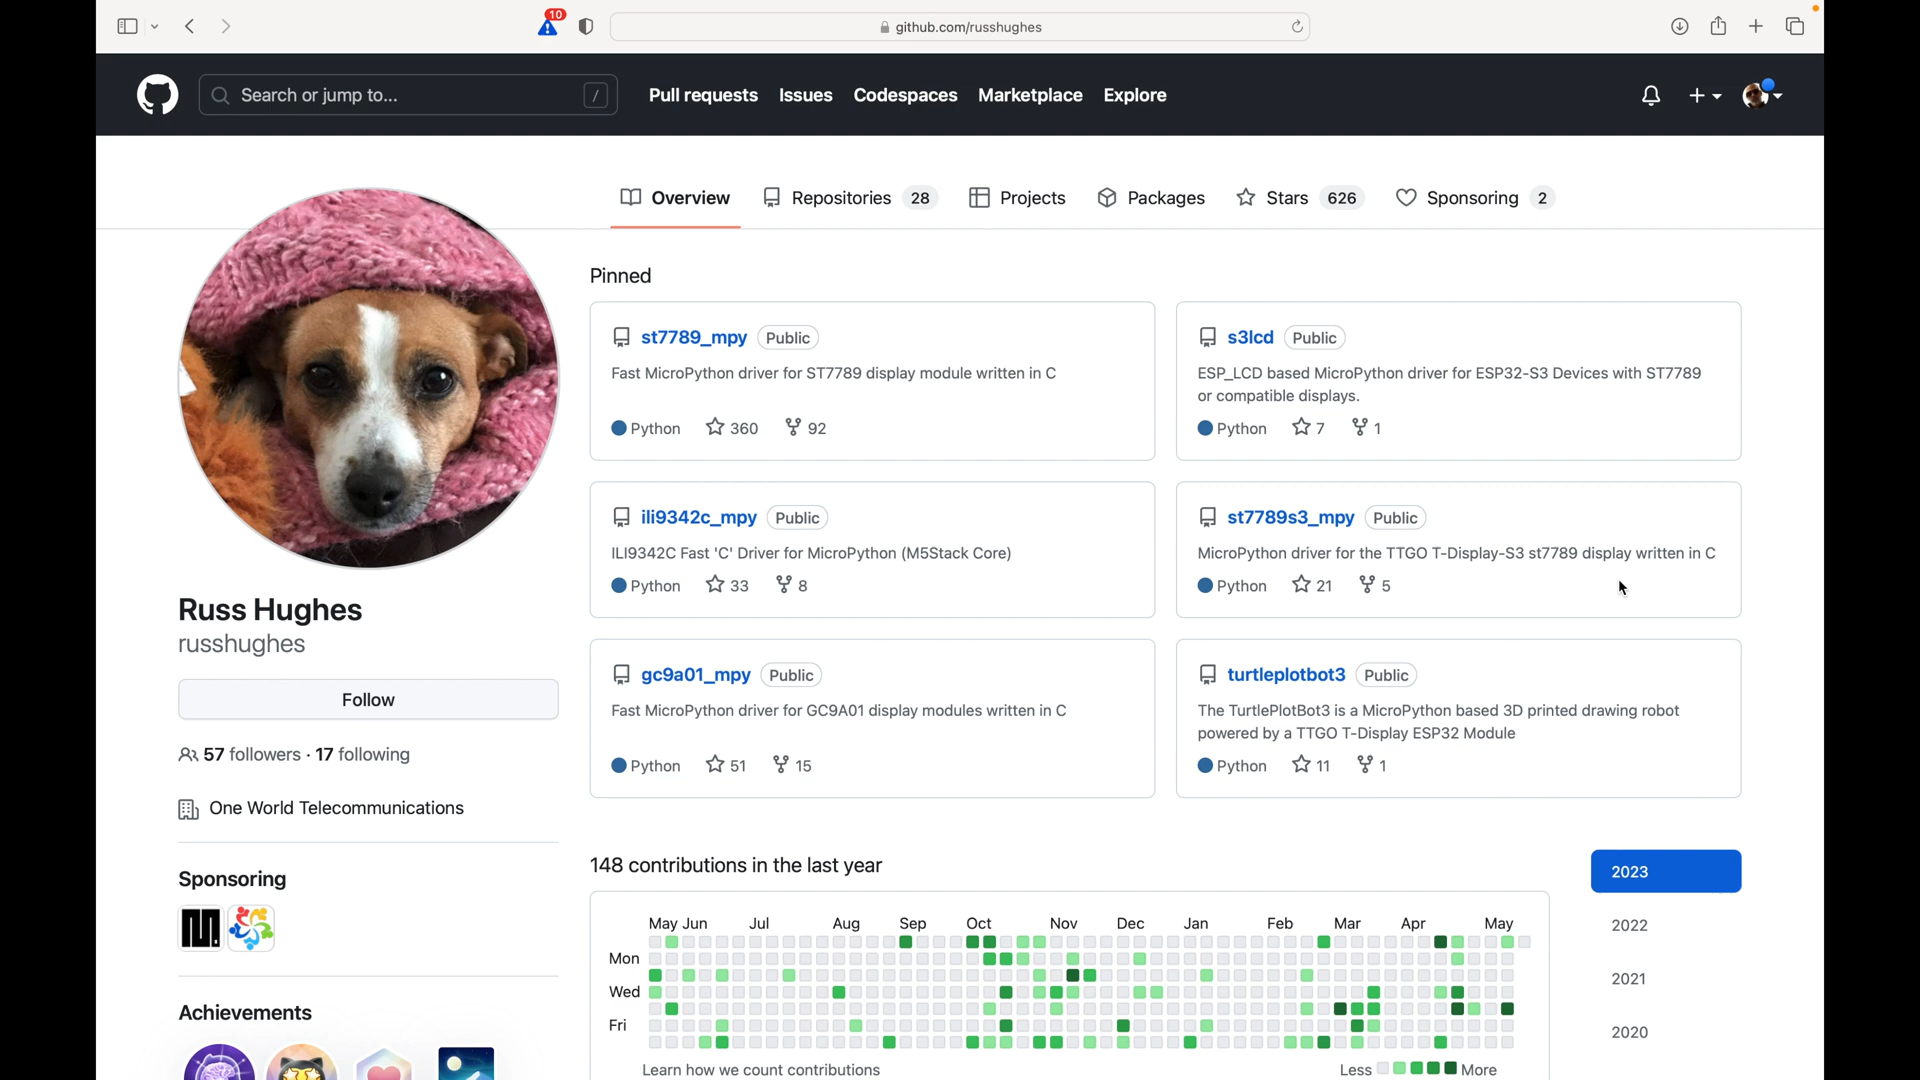 10
github.com/russhughes
Search or jump to...
/
Pull requests
Issues
Codespaces
Marketplace
Explore
Overview
Repositories 28
Projects
Packages
Stars 626
Sponsoring 2
Russ Hughes
russhughes
Follow
57 followers · 17 following
One World Telecommunications
Sponsoring
Achievements
Pinned
st7789_mpy Public
Fast MicroPython driver for ST7789 display module written in C
Python 360 92
s3lcd Public
ESP_LCD based MicroPython driver for ESP32-S3 Devices with ST7789
or compatible displays.
Python 7 1
ili9342c_mpy Public
ILI9342C Fast 'C' Driver for MicroPython (M5Stack Core)
Python 33 8
st7789s3_mpy Public
MicroPython driver for the TTGO T-Display-S3 st7789 display written in C
Python 21 5
gc9a01_mpy Public
Fast MicroPython driver for GC9A01 display modules written in C
Python 51 15
turtleplotbot3 Public
The TurtlePlotBot3 is a MicroPython based 3D printed drawing robot
powered by a TTGO T-Display ESP32 Module
Python 11 1
148 contributions in the last year
May Jun Jul Aug Sep Oct Nov Dec Jan Feb Mar Apr May
Mon
Wed
Fri
Learn how we count contributions
Less More
2023
2022
2021
2020